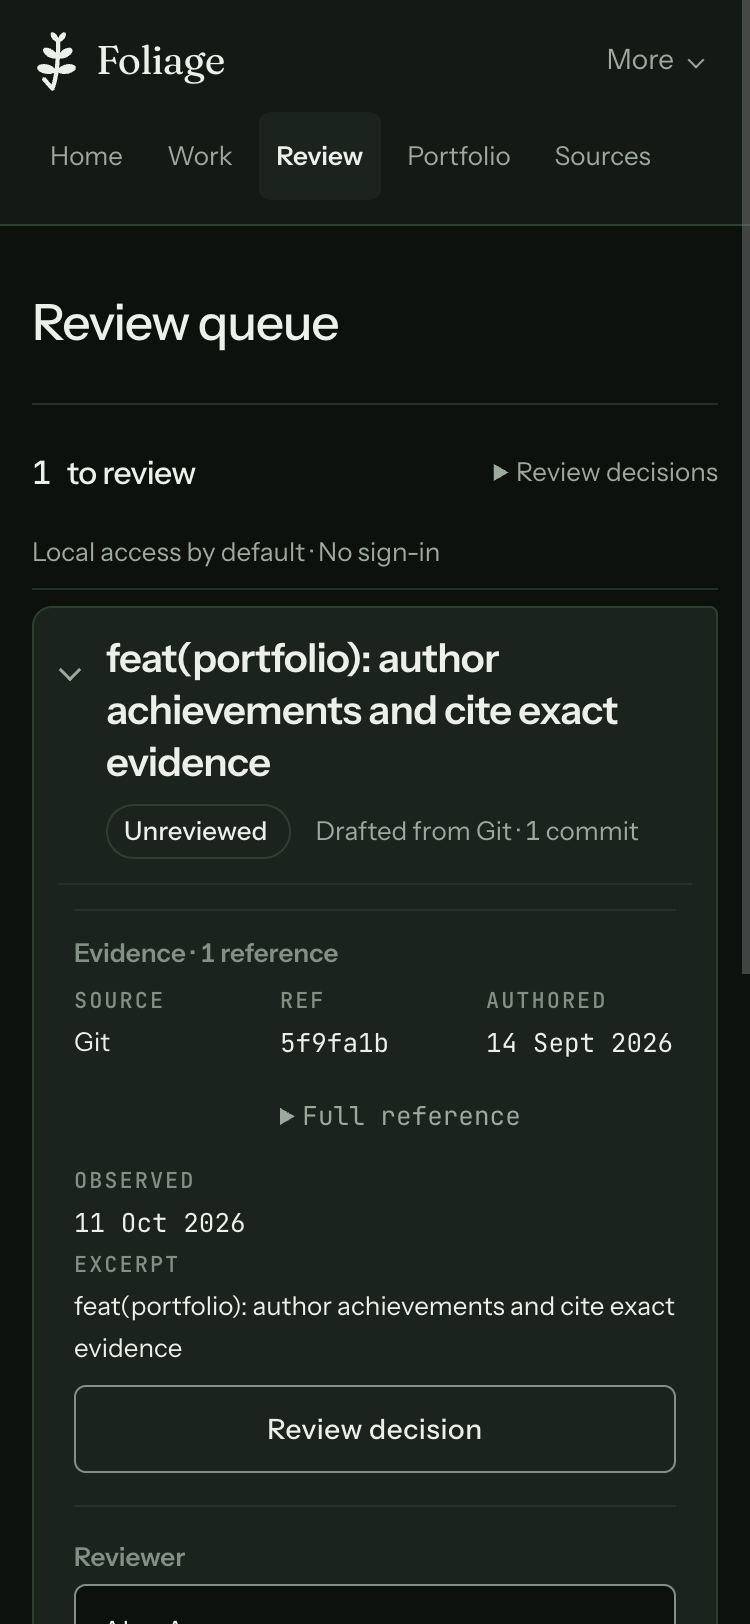 Foliage
More
Home Work Review Portfolio Sources
Review queue
1 to review
Review decisions
Local access by default · No sign-in
feat(portfolio): author
achievements and cite exact
evidence
Unreviewed
Drafted from Git · 1 commit
Evidence · 1 reference
SOURCE REF AUTHORED
Git 5f9fa1b 14 Sept 2026
Full reference
OBSERVED
11 Oct 2026
EXCERPT
feat(portfolio): author achievements and cite exact
evidence
Review decision
Reviewer